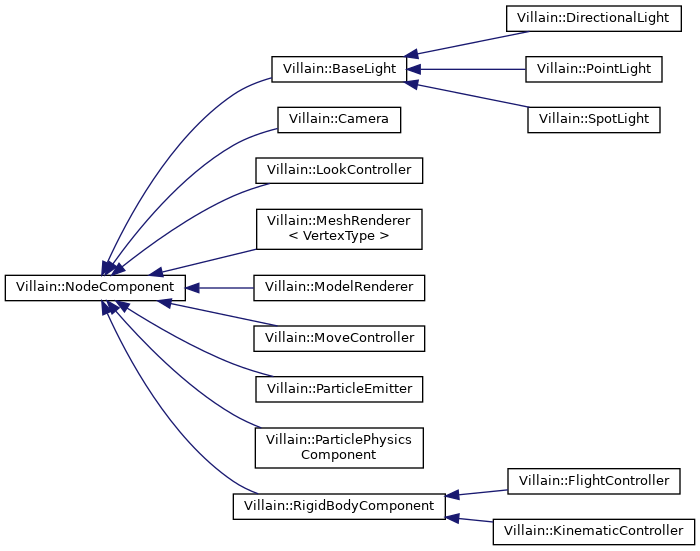 Villain::DirectionalLight
Villain::BaseLight
Villain::PointLight
Villain::SpotLight
Villain::Camera
Villain::LookController
Villain::MeshRenderer
< VertexType >
Villain::NodeComponent
Villain::ModelRenderer
Villain::MoveController
Villain::ParticleEmitter
Villain::ParticlePhysics
Component
Villain::RigidBodyComponent
Villain::FlightController
Villain::KinematicController